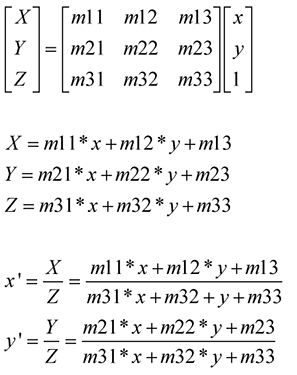 [X] [m11 m12 m13] [x]
[Y] = [m21 m22 m23] [y]
[Z] [m31 m32 m33] [1]
X = m11*x+m12*y+m13
Y = m21*x+m22*y+m23
Z = m31*x+m32*y+m33
x' = X/Z = (m11*x+m12*y+m13)/(m31*x+m32+y+m33)
y' = Y/Z = (m21*x+m22*y+m23)/(m31*x+m32*y+m33)